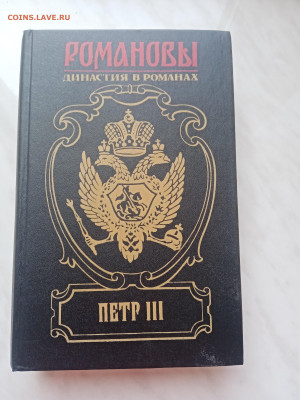 COINS.LAVE.RU
РОМАНОВЫ
ДИНАСТИЯ В РОМАНАХ
ПЕТР III